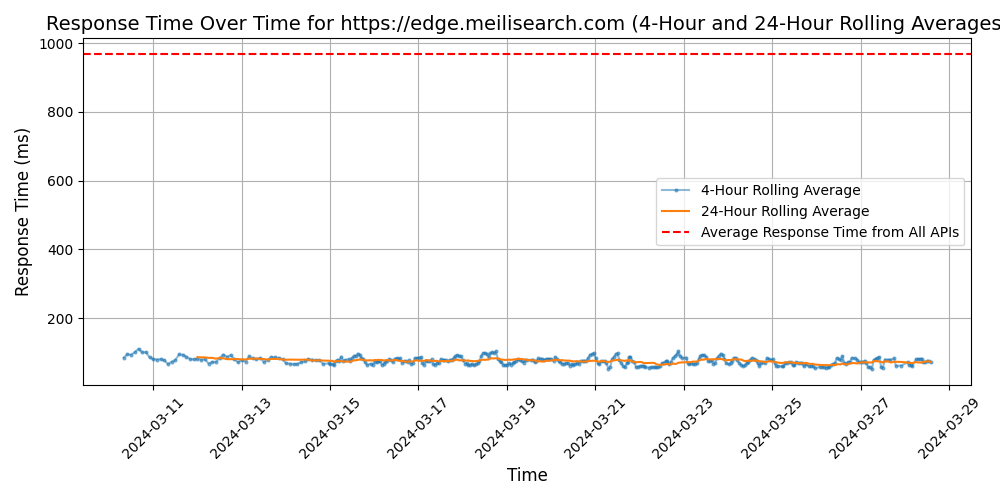 Response Time Over Time for https://edge.meilisearch.com (4-Hour and 24-Hour Rolling Averages
1000
800
600
400
200
Response Time (ms)
4-Hour Rolling Average
24-Hour Rolling Average
Average Response Time from All APIs
2024-03-11
2024-03-13
2024-03-15
2024-03-17
2024-03-19
2024-03-21
2024-03-23
2024-03-25
2024-03-27
2024-03-29
Time